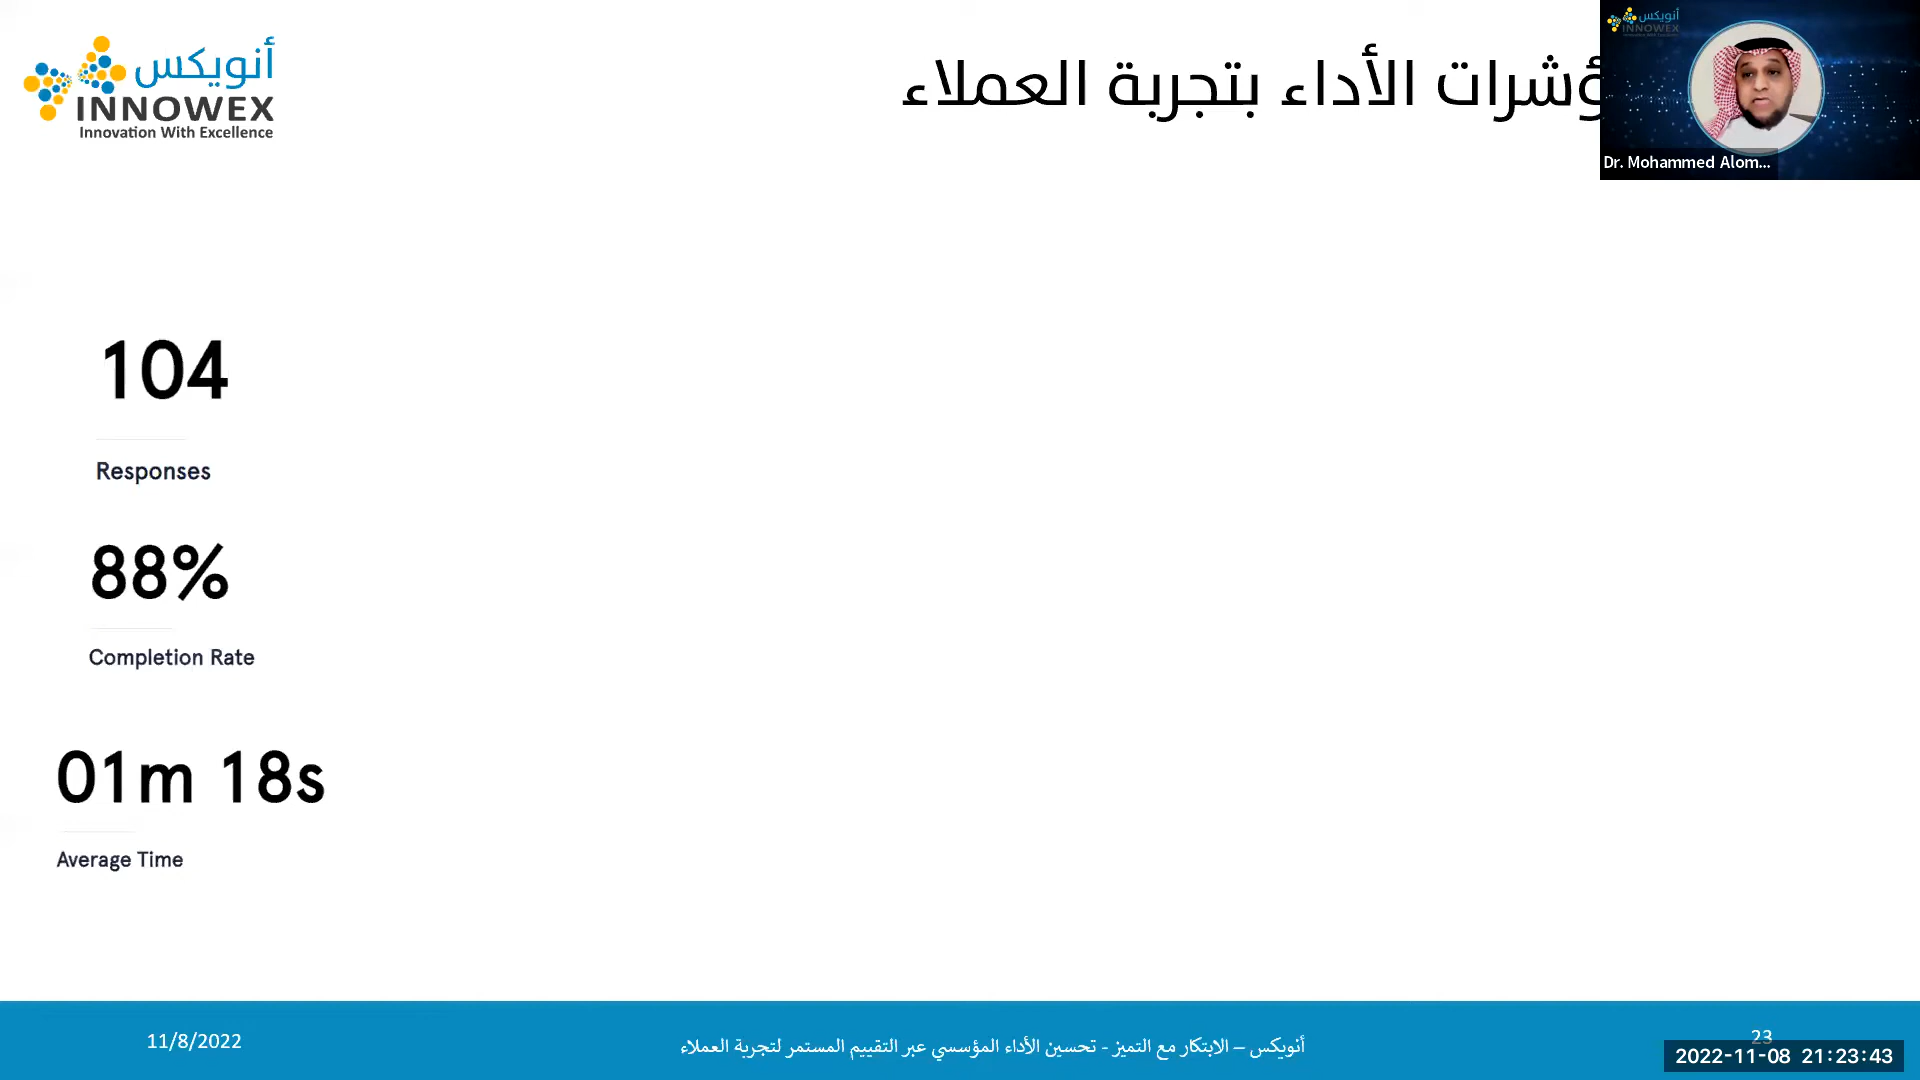 أنويكس
INNOWEX
Innovation With Excellence
ؤشرات الأداء بتجربة العملاء
أنويكس
INNOWEX
Dr. Mohammed Alom...
104
Responses
88%
Completion Rate
01m 18s
Average Time
11/8/2022
أنويكس – الابتكار مع التميز - تحسين الأداء المؤسسي عبر التقييم المستمر لتجربة العملاء
23
2022-11-08 21:23:43